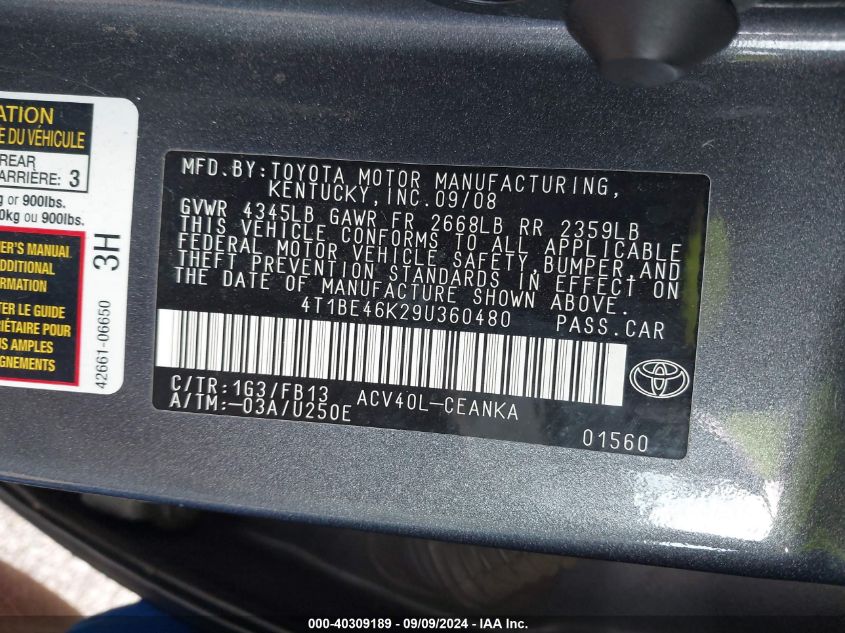 ATION
E DU VÉHICULE
REAR
ARRIÈRE: 3
g or 900lbs.
0kg ou 900lbs.
ER'S MANUAL
ADDITIONAL
RMATION
TER LE GUIDE
PRIÉTAIRE POUR
US AMPLES
EIGNEMENTS
3H
42661-06650
MFD.BY:TOYOTA MOTOR MANUFACTURING,
KENTUCKY,INC.09/08
GVWR 4345LB GAWR FR 2668LB RR 2359LB
THIS VEHICLE CONFORMS TO ALL APPLICABLE
FEDERAL MOTOR VEHICLE SAFETY,BUMPER,AND
THEFT PREVENTION STANDARDS IN EFFECT ON
THE DATE OF MANUFACTURE SHOWN ABOVE.
4T1BE46K29U360480 PASS.CAR
C/TR:1G3/FB13 ACV40L-CEANKA
A/TM:-03A/U250E
01560
000-40309189 - 09/09/2024 - IAA Inc.